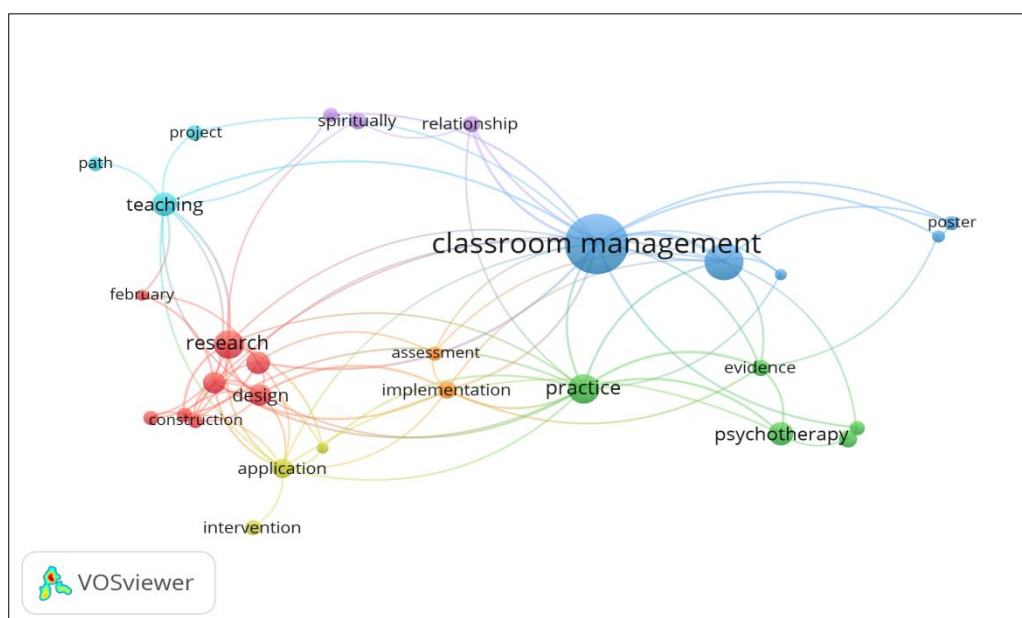 spiritually
relationship
project
path
teaching
poster
classroom management
february
research
assessment
evidence
implementation
practice
design
construction
psychotherapy
application
intervention
VOSviewer